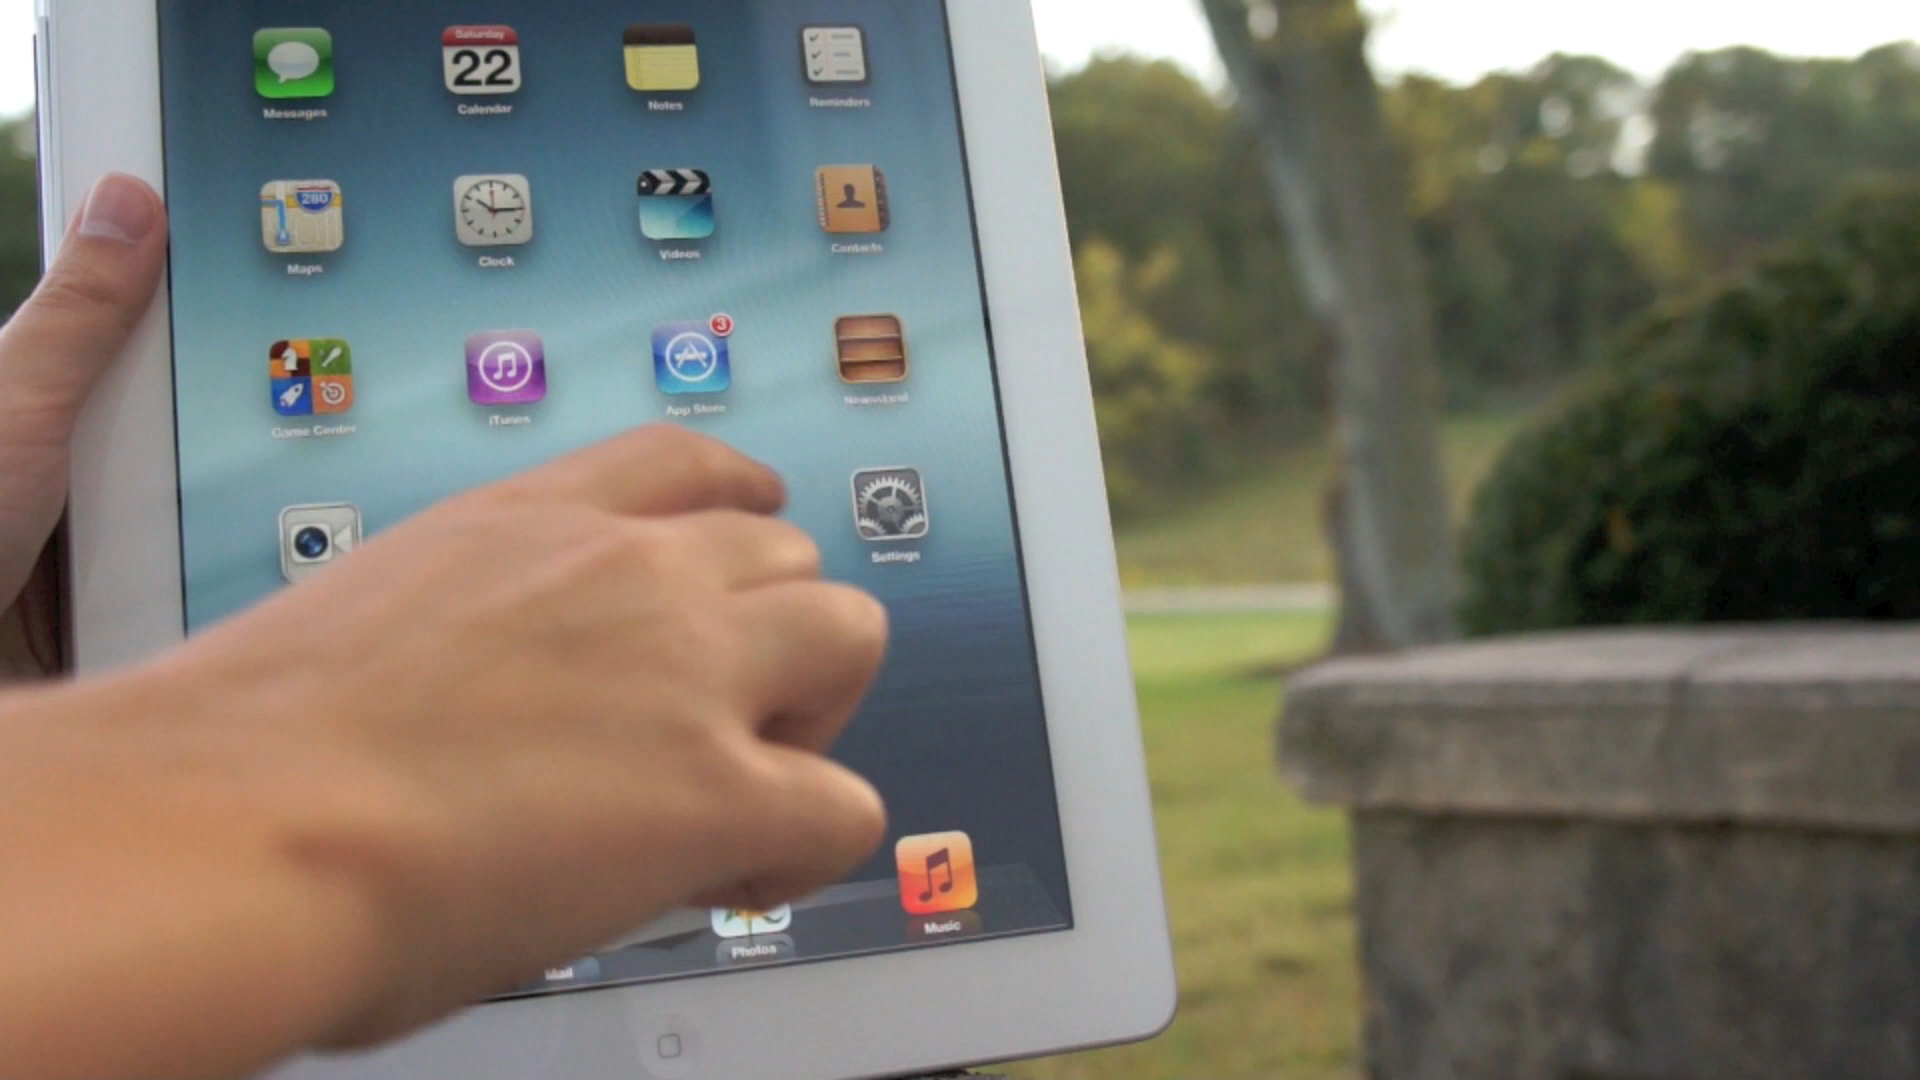 Messages
Saturday
22
Calendar
Notes
Reminders
280
Maps
Clock
Videos
Contacts
Game Center
iTunes
3
App Store
Newsstand
Settings
Mail
Photos
Music